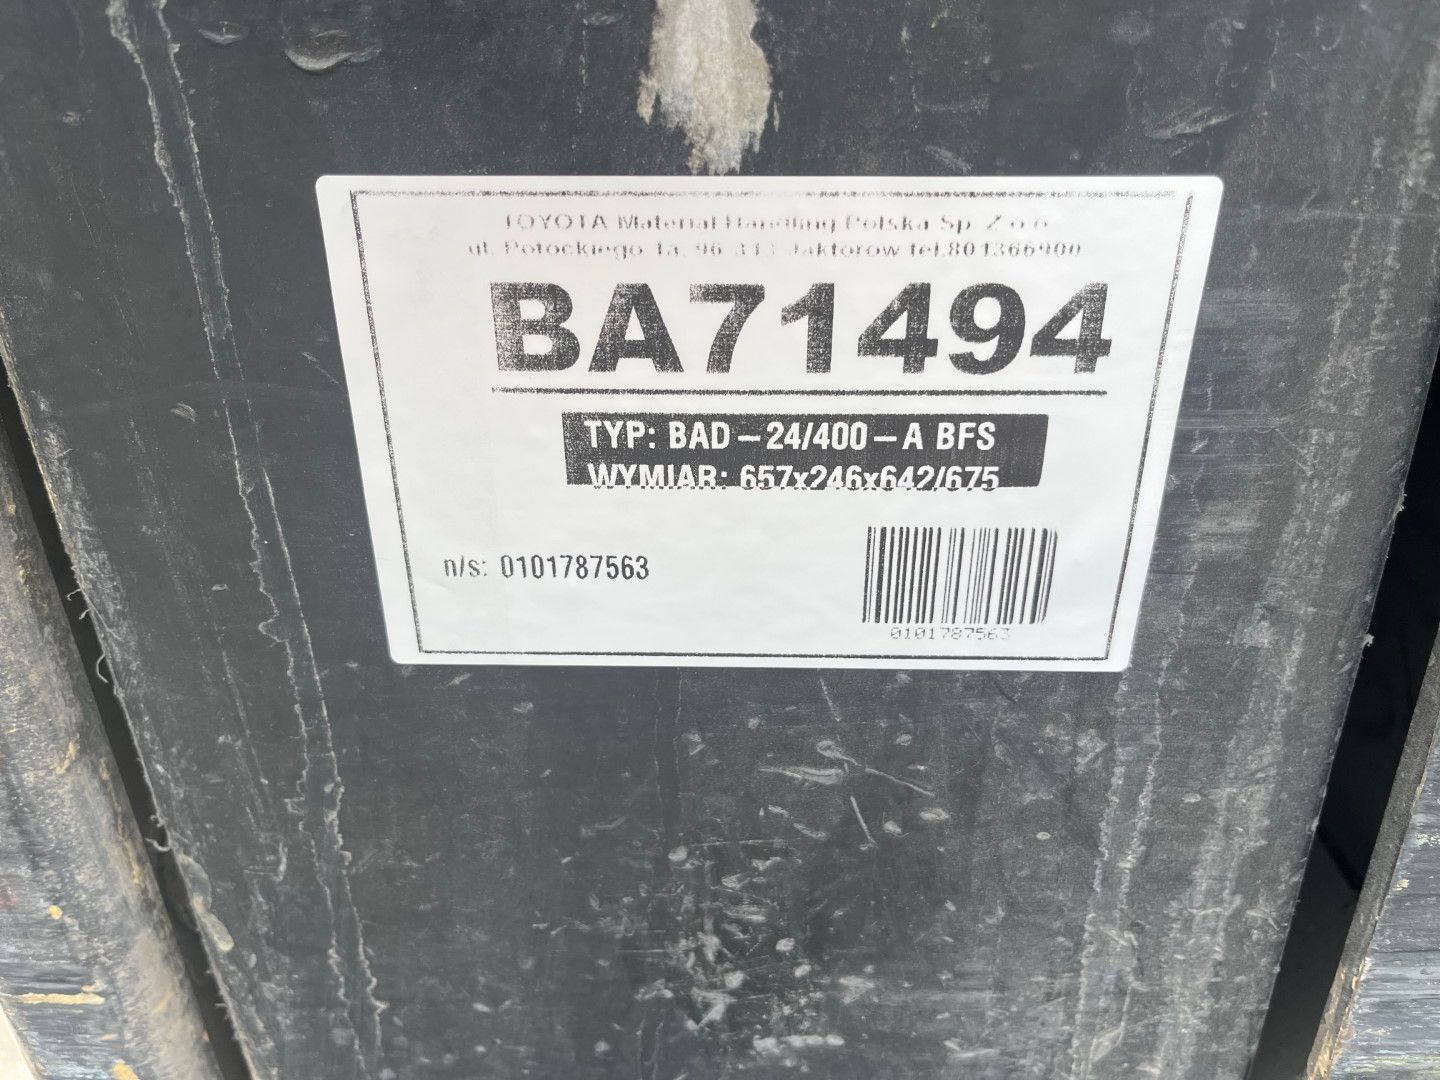 TOYOTA Material Handling Polska Sp. Z o.o.
ul. Potockiego 1a, 96-313 Jaktorow tel.801366900
BA71494
TYP: BAD-24/400-A BFS
WYMIAR: 657x246x642/675
n/s: 0101787563
0101787563